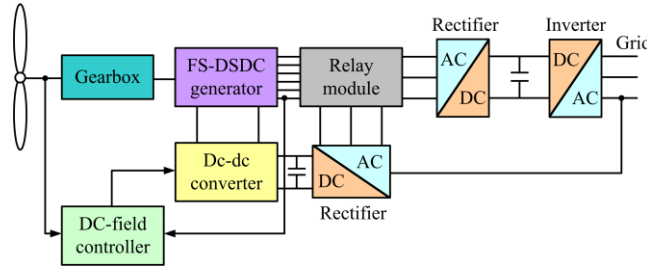 Rectifier
Inverter
Grid
Gearbox
FS-DSDC
generator
Relay
module
AC
DC
DC
AC
Dc-dc
converter
AC
DC
Rectifier
DC-field
controller